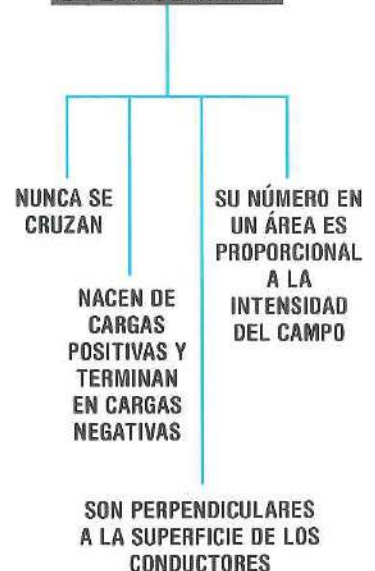 NUNCA SE
CRUZAN
NACEN DE
CARGAS
POSITIVAS Y
TERMINAN
EN CARGAS
NEGATIVAS
SON PERPENDICULARES
A LA SUPERFICIE DE LOS
CONDUCTORES
SU NÚMERO EN
UN ÁREA ES
PROPORCIONAL
A LA
INTENSIDAD
DEL CAMPO